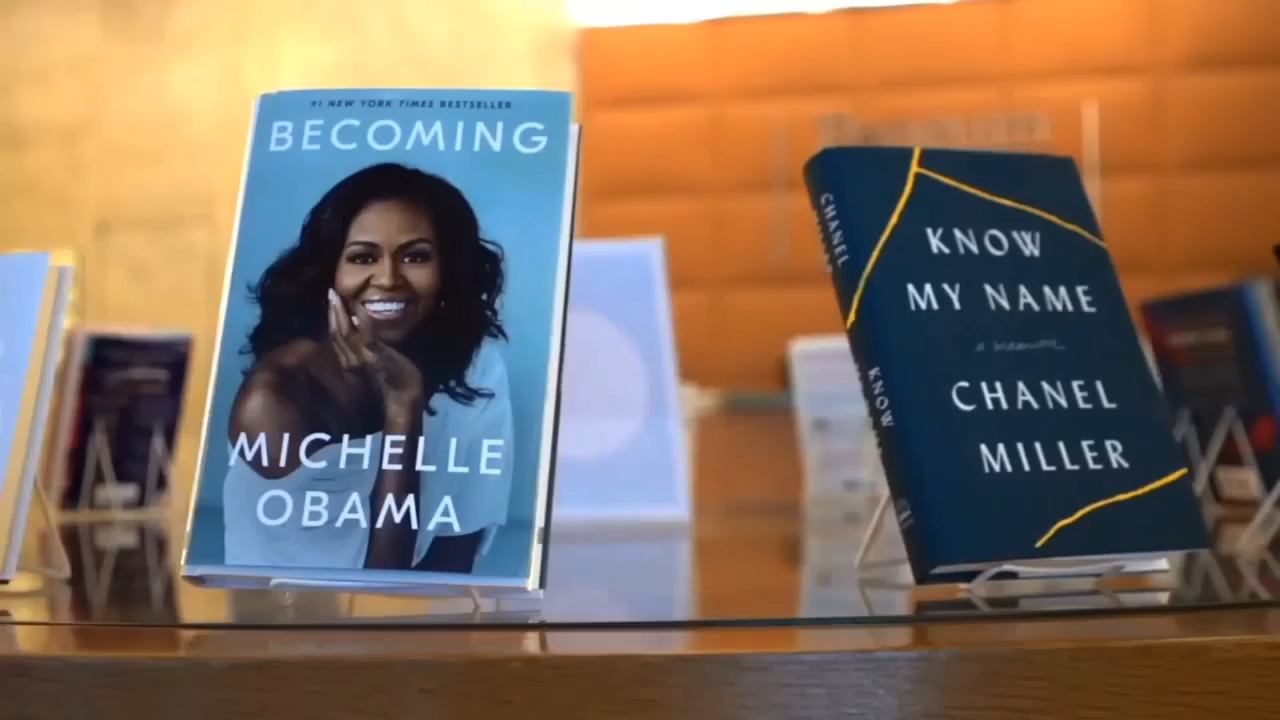 #1 NEW YORK TIMES BESTSELLER
BECOMING
MICHELLE
OBAMA
CHANEL
KNOW
KNOW
MY NAME
a memoir
CHANEL
MILLER